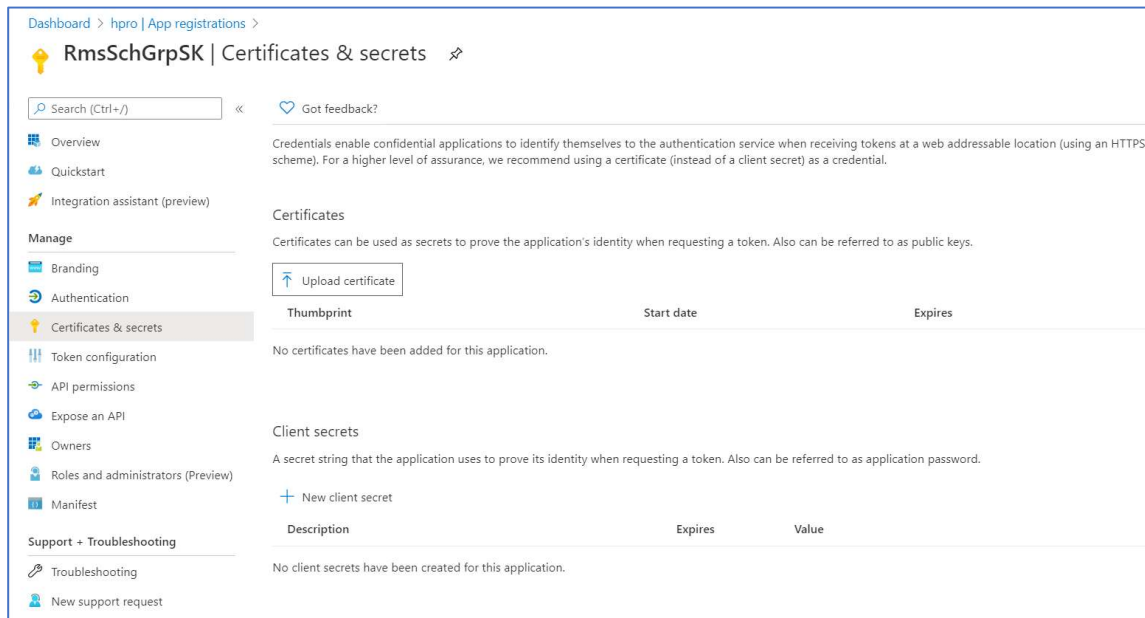 Dashboard > hpro | App registrations >
RmsSchGrpSK | Certificates & secrets
Search (Ctrl+/)
«
Overview
Quickstart
Integration assistant (preview)
Manage
Branding
Authentication
Certificates & secrets
Token configuration
API permissions
Expose an API
Owners
Roles and administrators (Preview)
Manifest
Support + Troubleshooting
Troubleshooting
New support request
Got feedback?
Credentials enable confidential applications to identify themselves to the authentication service when receiving tokens at a web addressable location (using an HTTPS
scheme). For a higher level of assurance, we recommend using a certificate (instead of a client secret) as a credential.
Certificates
Certificates can be used as secrets to prove the application's identity when requesting a token. Also can be referred to as public keys.
Upload certificate
Thumbprint Start date Expires
No certificates have been added for this application.
Client secrets
A secret string that the application uses to prove its identity when requesting a token. Also can be referred to as application password.
New client secret
Description Expires Value
No client secrets have been created for this application.